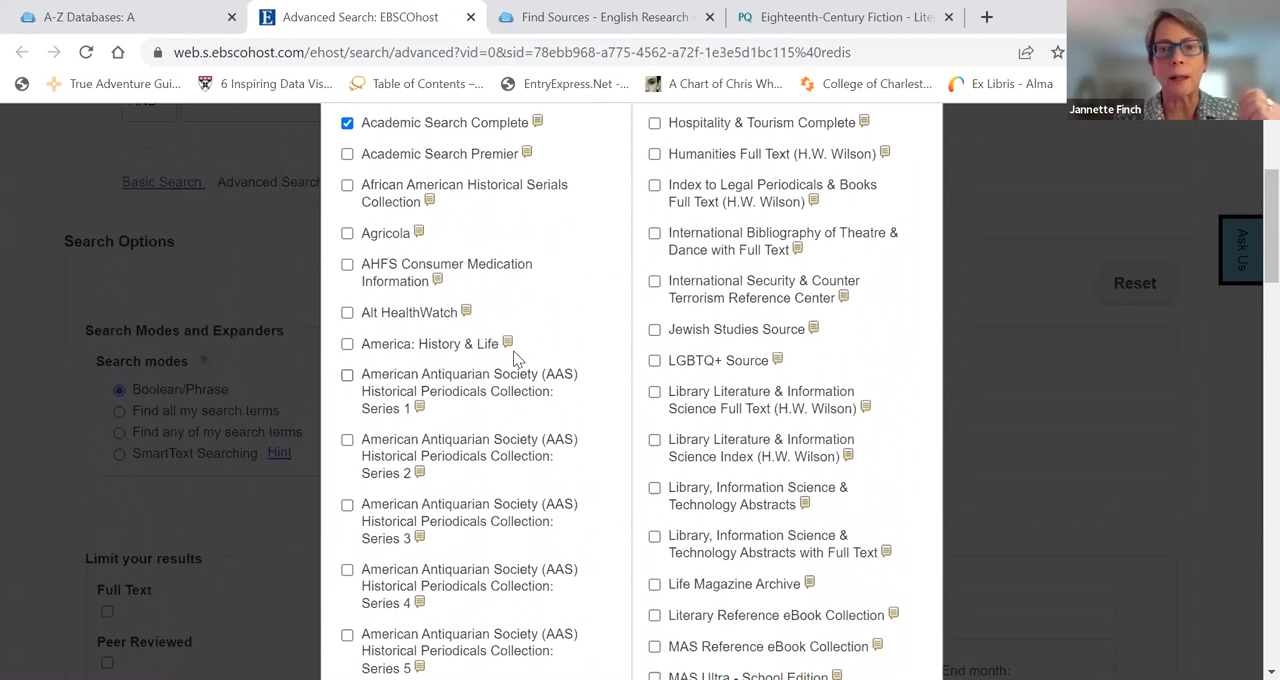 A-Z Databases: A
Advanced Search: EBSCOhost
Find Sources - English Research
Eighteenth-Century Fiction - Lite
web.s.ebscohost.com/ehost/search/advanced?vid=0&sid=78ebb968-a775-4562-a72f-1e3e5d1bc115%40redis
True Adventure Gui...
6 Inspiring Data Vis...
Table of Contents –...
EntryExpress.Net -...
A Chart of Chris Wh...
College of Charlest...
Ex Libris - Alma
Jannette Finch
Basic Search
Advanced Search
Search Options
Reset
Ask Us
Search Modes and Expanders
Search modes
Boolean/Phrase
Find all my search terms
Find any of my search terms
SmartText Searching Hint
Limit your results
Full Text
Peer Reviewed
End month:
Academic Search Complete
Academic Search Premier
African American Historical Serials
Collection
Agricola
AHFS Consumer Medication
Information
Alt HealthWatch
America: History & Life
American Antiquarian Society (AAS)
Historical Periodicals Collection:
Series 1
American Antiquarian Society (AAS)
Historical Periodicals Collection:
Series 2
American Antiquarian Society (AAS)
Historical Periodicals Collection:
Series 3
American Antiquarian Society (AAS)
Historical Periodicals Collection:
Series 4
American Antiquarian Society (AAS)
Historical Periodicals Collection:
Series 5
Hospitality & Tourism Complete
Humanities Full Text (H.W. Wilson)
Index to Legal Periodicals & Books
Full Text (H.W. Wilson)
International Bibliography of Theatre &
Dance with Full Text
International Security & Counter
Terrorism Reference Center
Jewish Studies Source
LGBTQ+ Source
Library Literature & Information
Science Full Text (H.W. Wilson)
Library Literature & Information
Science Index (H.W. Wilson)
Library, Information Science &
Technology Abstracts
Library, Information Science &
Technology Abstracts with Full Text
Life Magazine Archive
Literary Reference eBook Collection
MAS Reference eBook Collection
MAS Ultra - School Edition